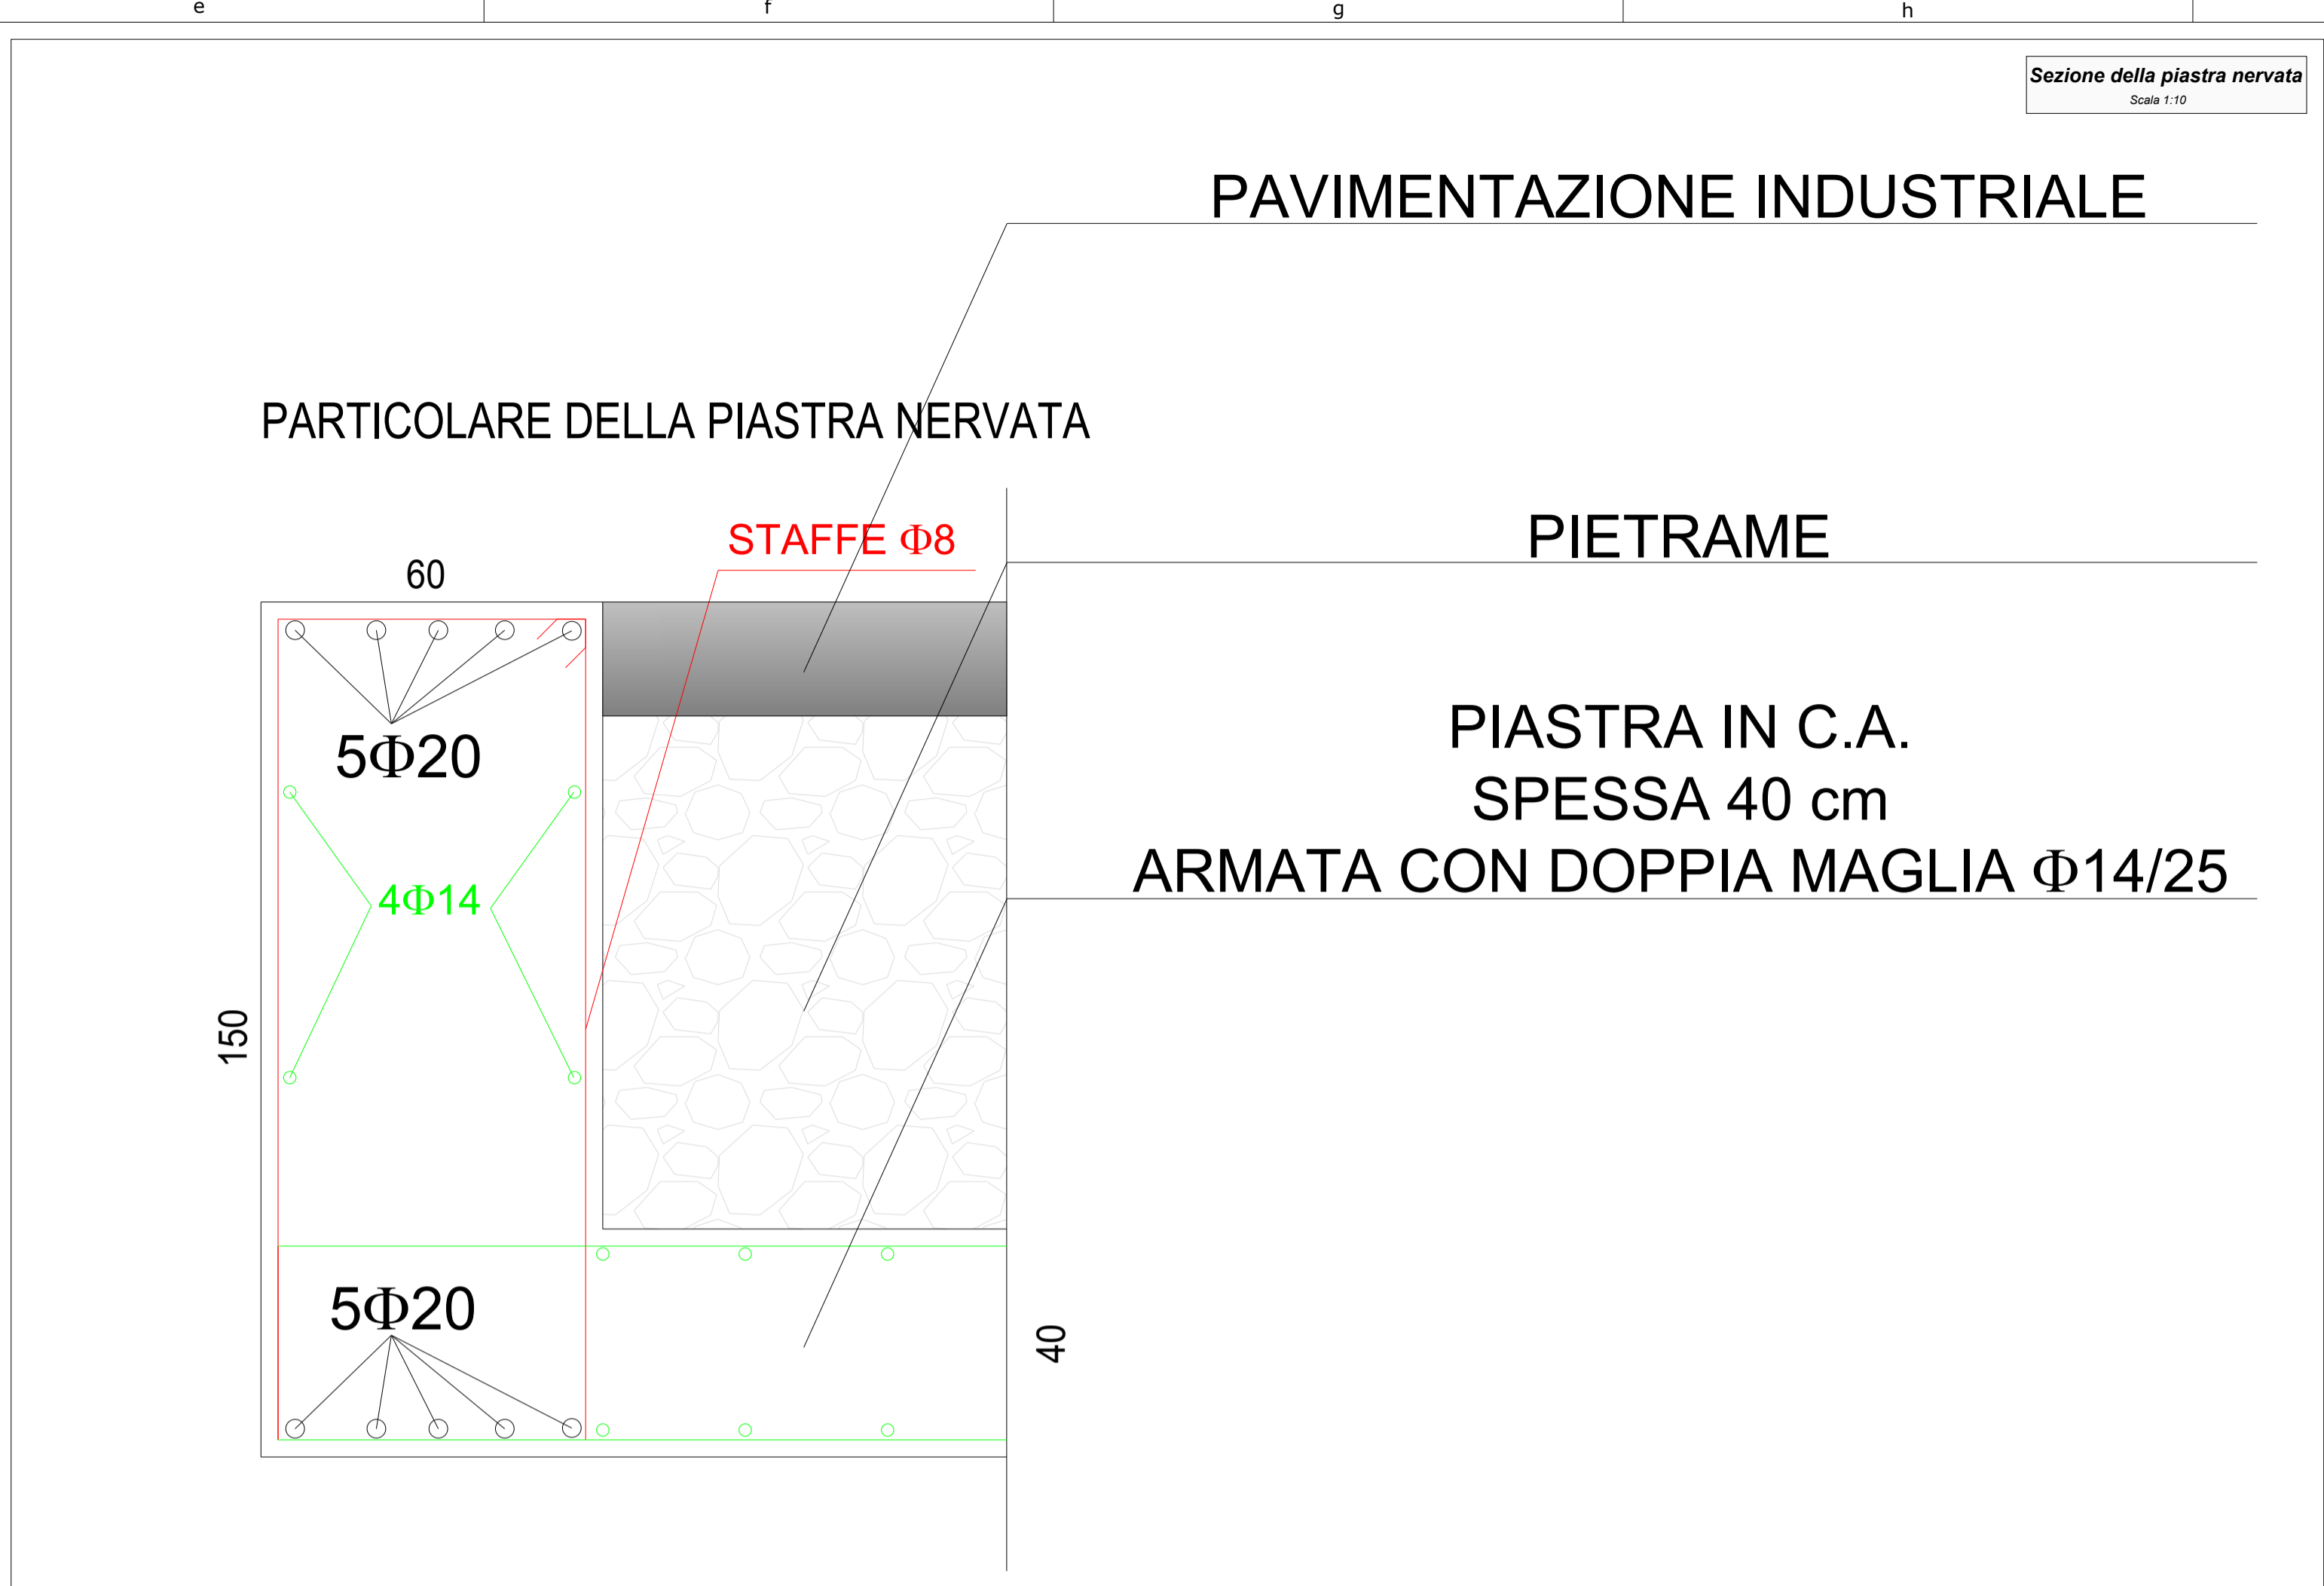 e
f
g
h
Sezione della piastra nervata
Scala 1:10
PAVIMENTAZIONE INDUSTRIALE
PARTICOLARE DELLA PIASTRA NERVATA
STAFFE Φ8
PIETRAME
60
PIASTRA IN C.A.
SPESSA 40 cm
ARMATA CON DOPPIA MAGLIA Φ14/25
5Φ20
4Φ14
150
5Φ20
40